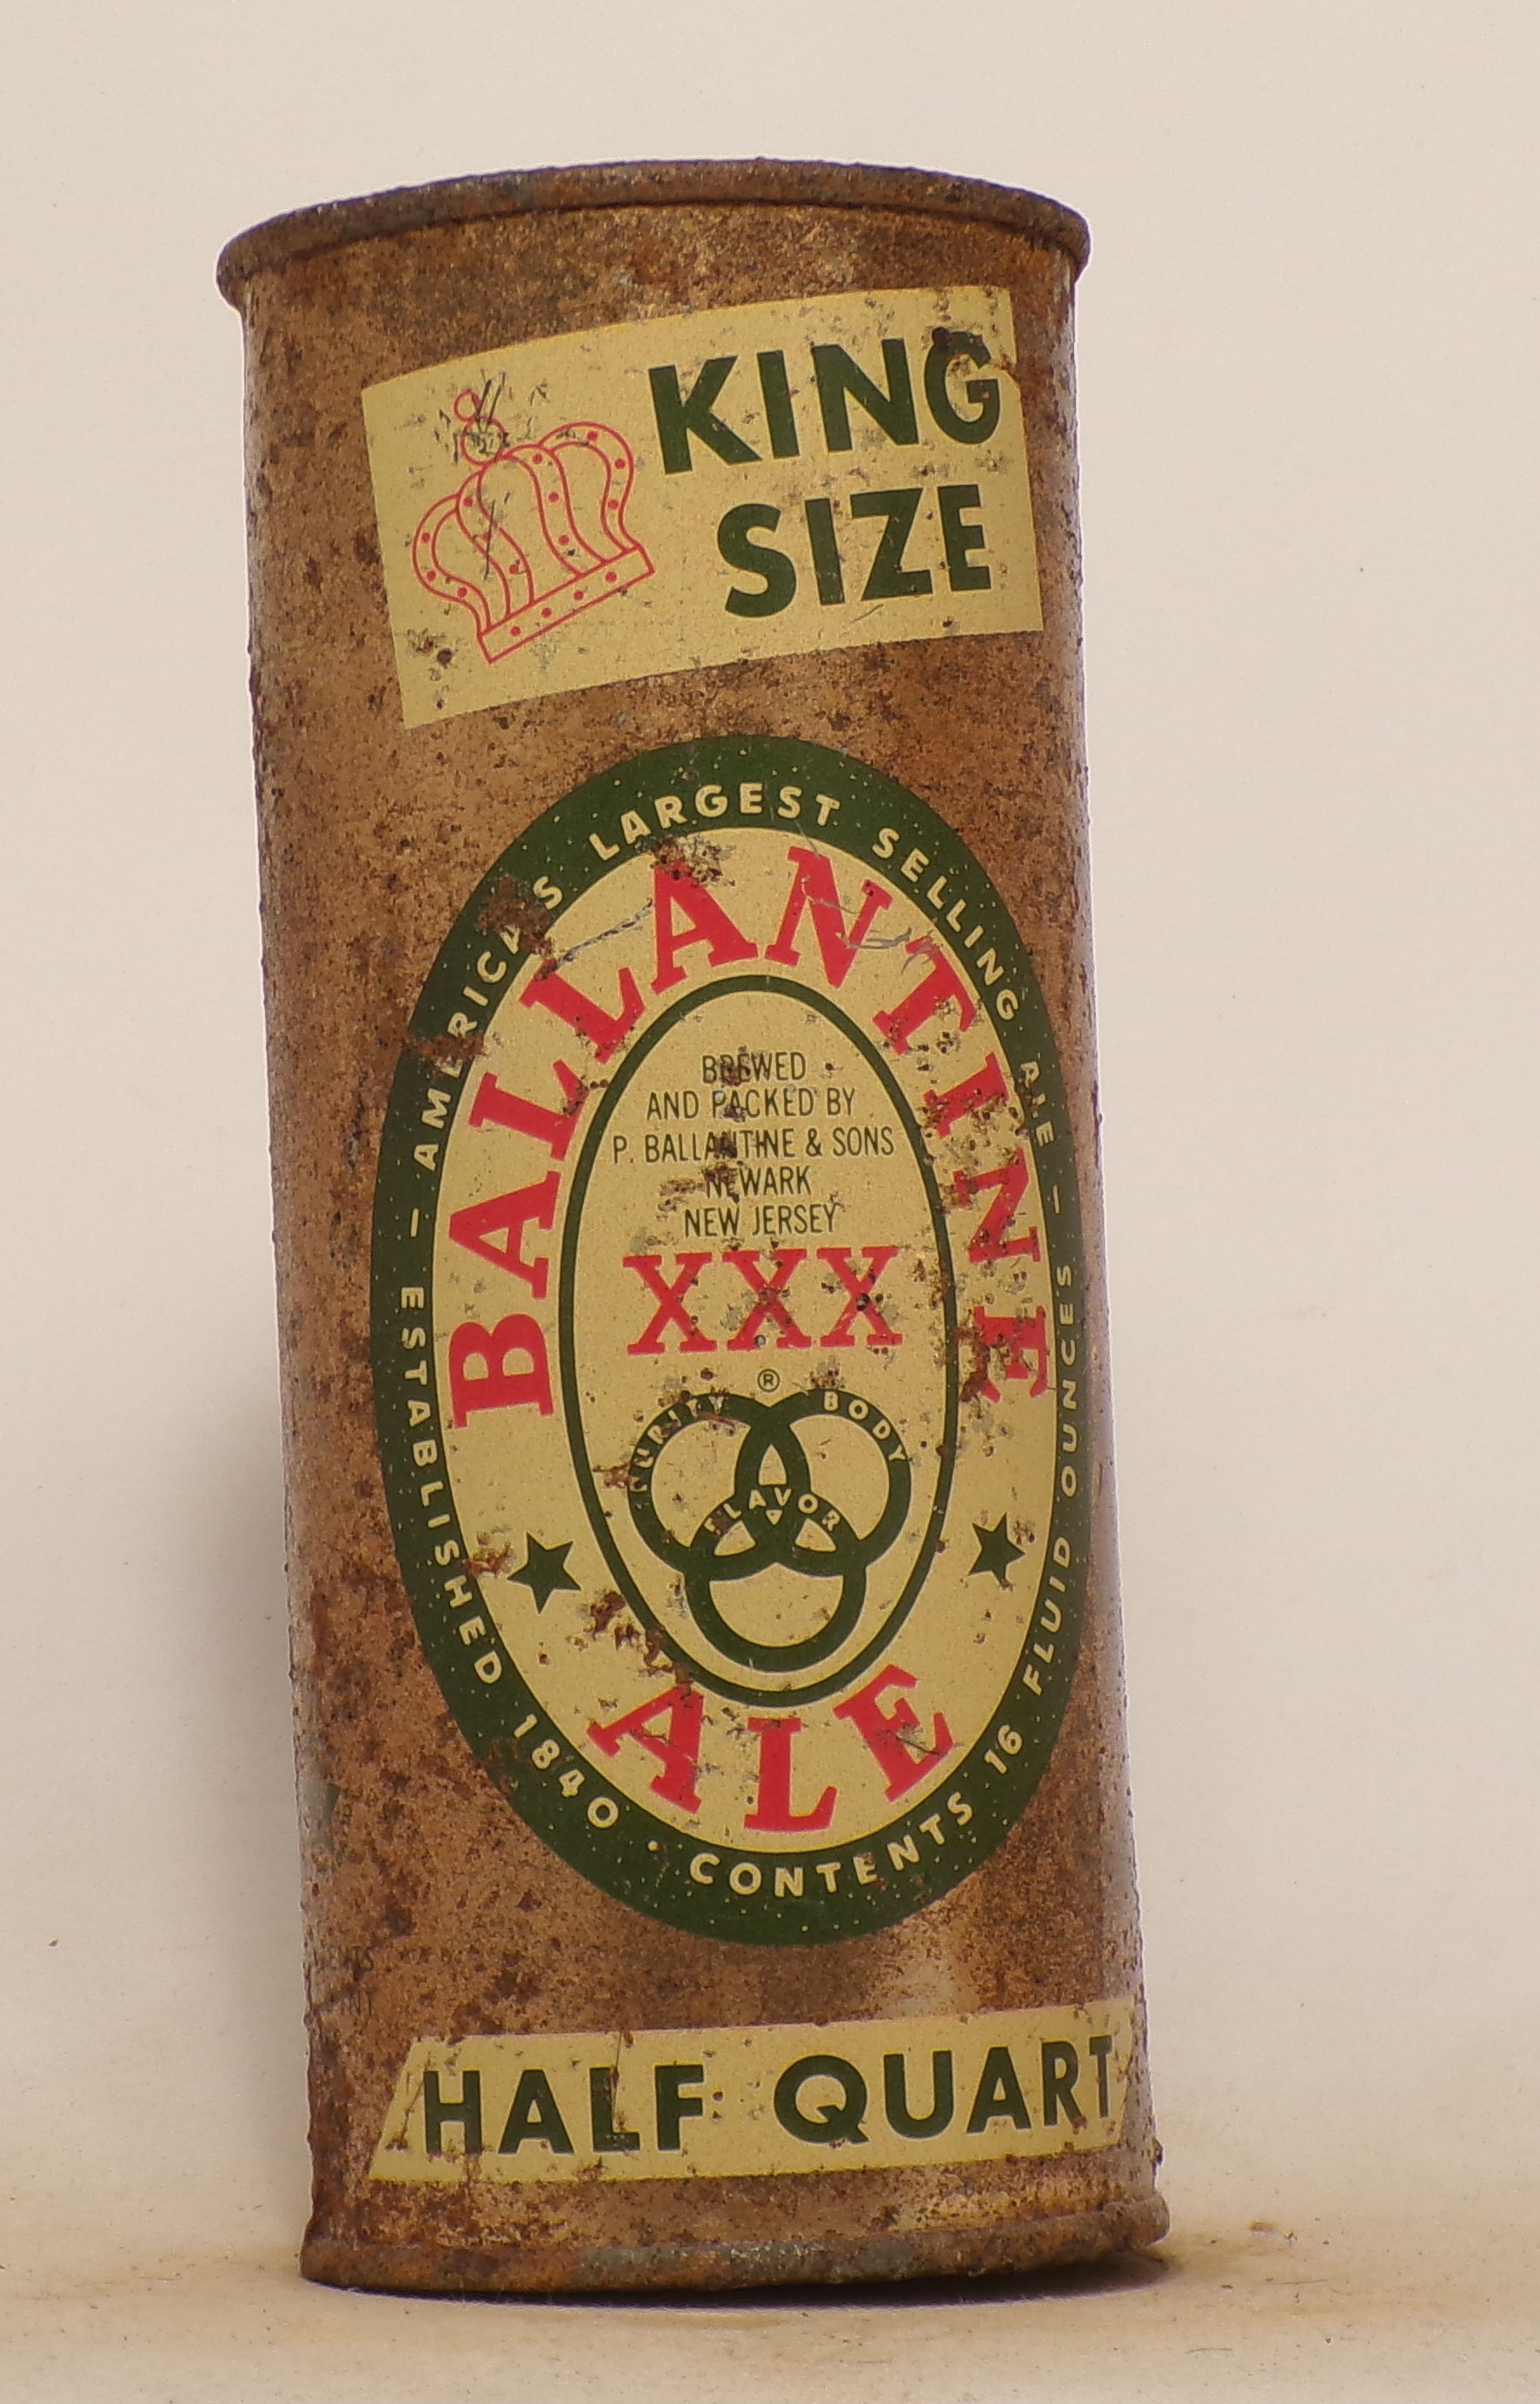 KING
SIZE
— AMERICA'S LARGEST SELLING ALE —
BALLANTINE
BREWED
AND PACKED BY
P. BALLANTINE & SONS
NEWARK
NEW JERSEY
XXX
®
PURITY BODY
FLAVOR
ALE
ESTABLISHED 1840 • CONTENTS 16 FLUID OUNCES
HALF QUART